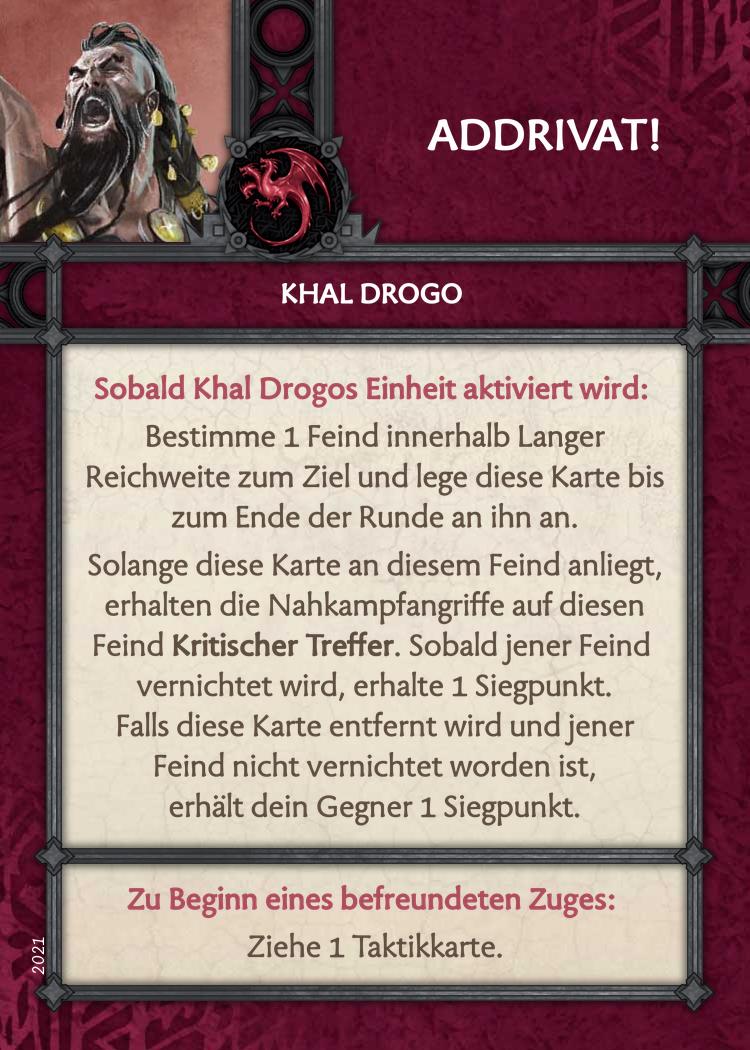 ADDRIVAT!
KHAL DROGO
Sobald Khal Drogos Einheit aktiviert wird:
Bestimme 1 Feind innerhalb Langer
Reichweite zum Ziel und lege diese Karte bis
zum Ende der Runde an ihn an.
Solange diese Karte an diesem Feind anliegt,
erhalten die Nahkampfangriffe auf diesen
Feind Kritischer Treffer. Sobald jener Feind
vernichtet wird, erhalte 1 Siegpunkt.
Falls diese Karte entfernt wird und jener
Feind nicht vernichtet worden ist,
erhält dein Gegner 1 Siegpunkt.
Zu Beginn eines befreundeten Zuges:
Ziehe 1 Taktikkarte.
2021